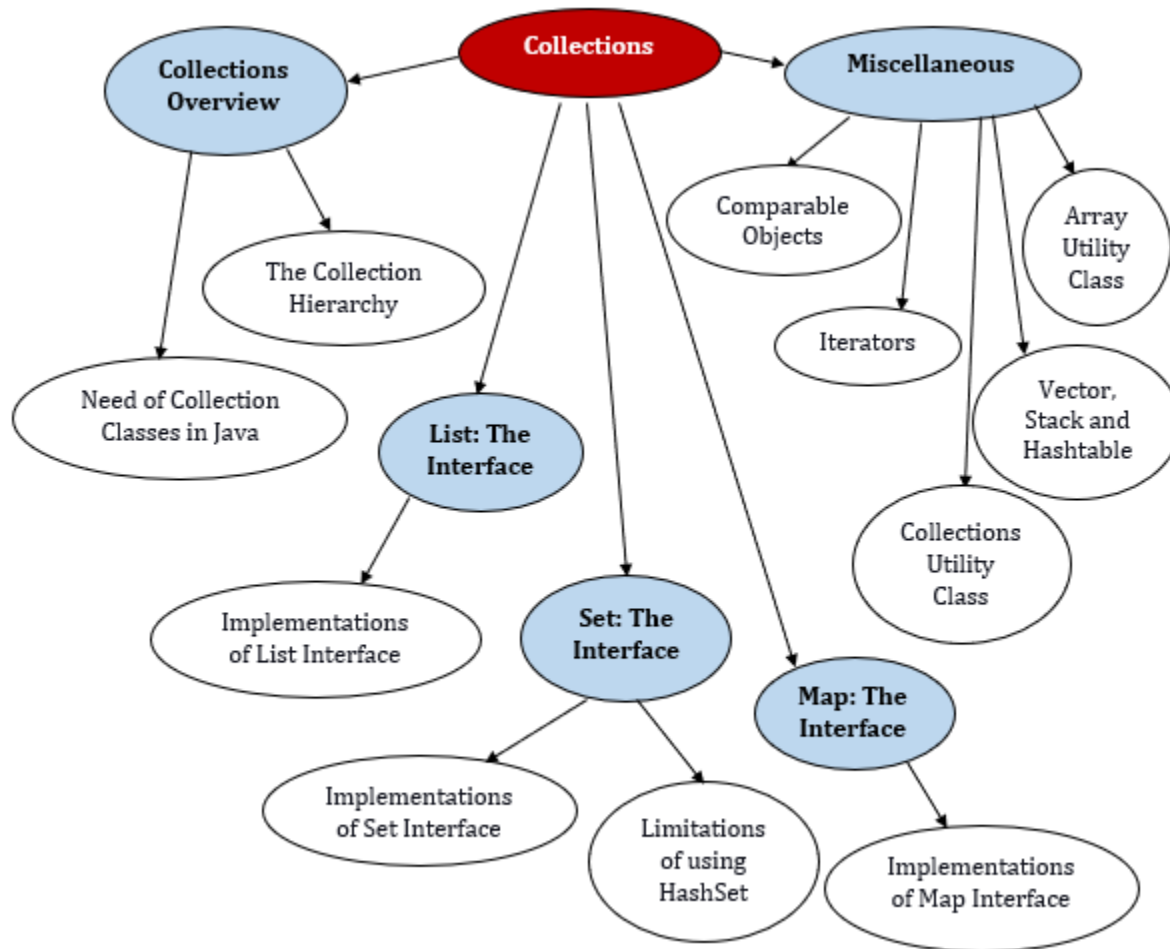 Collections
Collections
Overview
Miscellaneous
Comparable
Objects
Array
Utility
Class
The Collection
Hierarchy
Iterators
Need of Collection
Classes in Java
Vector,
Stack and
Hashtable
List: The
Interface
Collections
Utility
Class
Implementations
of List Interface
Set: The
Interface
Map: The
Interface
Implementations
of Set Interface
Limitations
of using
HashSet
Implementations
of Map Interface